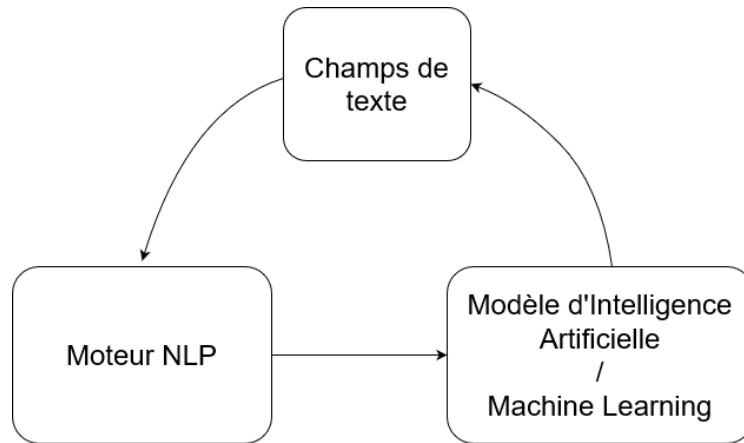 Champs de
texte
Moteur NLP
Modèle d'Intelligence
Artificielle
/
Machine Learning